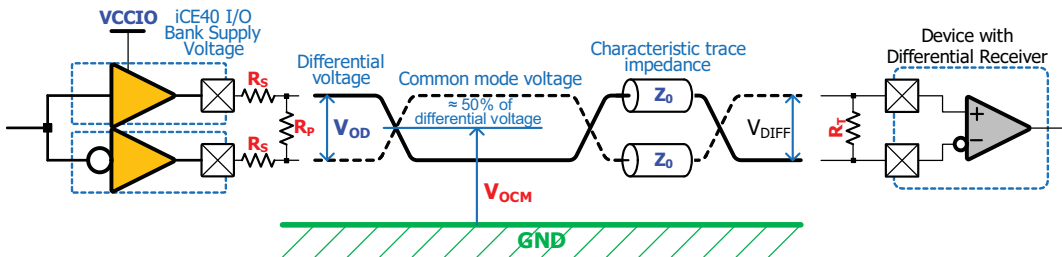 VCCIO
iCE40 I/O
Bank Supply
Voltage
RS
RS
RP
Differential
voltage
VOD
Common mode voltage
≈ 50% of
differential voltage
VOCM
GND
Characteristic trace
impedance
Z0
Z0
VDIFF
RT
Device with
Differential Receiver
+
−